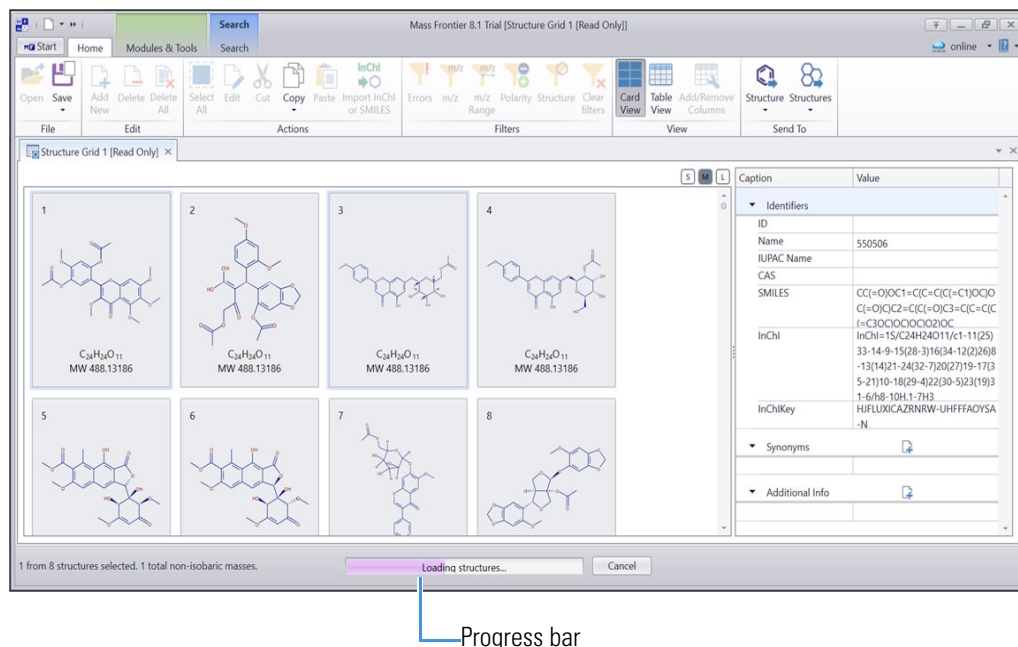 Search
Mass Frontier 8.1 Trial [Structure Grid 1 [Read Only]]
Start Home Modules & Tools Search online
Open Save Add New Delete Delete All Select All Edit Cut Copy Paste InChI Import InChI or SMILES Errors m/z m/z Range Polarity Structure Clear filters Card View Table View Add/Remove Columns Structure Structures
File Edit Actions Filters View Send To
Structure Grid 1 [Read Only]
S M L
Caption Value
1 2 3 4
Identifiers
ID
Name 550506
IUPAC Name
CAS
SMILES CC(=O)OC1=C(C=C(C(=C1)OC)O
C(=O)C)C2=C(C(=O)C3=C(C=C(C
(=C3OC)OC)OC)O2)OC
InChI InChI=1S/C24H24O11/c1-11(25)
33-14-9-15(28-3)16(34-12(2)26)8
-13(14)21-24(32-7)20(27)19-17(3
5-21)10-18(29-4)22(30-5)23(19)3
1-6/h8-10H,1-7H3
InChIKey HJFLUXICAZRNRW-UHFFFAOYSA
-N
C₂₄H₂₄O₁₁ C₂₄H₂₄O₁₁ C₂₄H₂₄O₁₁ C₂₄H₂₄O₁₁
MW 488.13186 MW 488.13186 MW 488.13186 MW 488.13186
5 6 7 8
Synonyms
Additional Info
1 from 8 structures selected. 1 total non-isobaric masses.
Loading structures...
Cancel
Progress bar